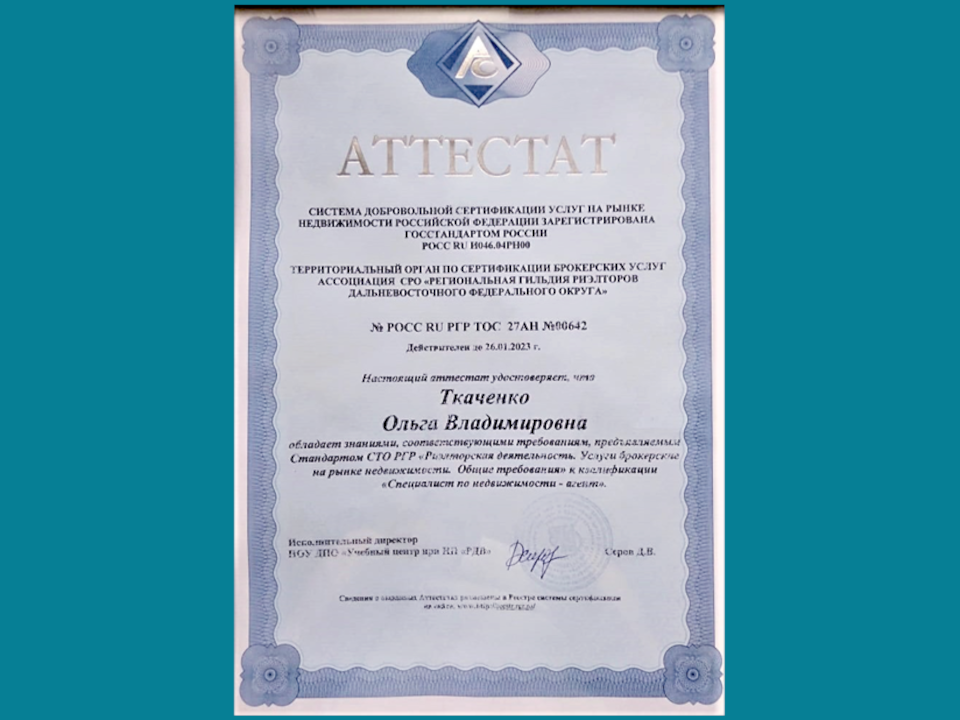 АТТЕСТАТ
СИСТЕМА ДОБРОВОЛЬНОЙ СЕРТИФИКАЦИИ УСЛУГ НА РЫНКЕ
НЕДВИЖИМОСТИ РОССИЙСКОЙ ФЕДЕРАЦИИ ЗАРЕГИСТРИРОВАНА
ГОССТАНДАРТОМ РОССИИ
РОСС RU И046.04РН00
ТЕРРИТОРИАЛЬНЫЙ ОРГАН ПО СЕРТИФИКАЦИИ БРОКЕРСКИХ УСЛУГ
АССОЦИАЦИЯ СРО «РЕГИОНАЛЬНАЯ ГИЛЬДИЯ РИЭЛТОРОВ
ДАЛЬНЕВОСТОЧНОГО ФЕДЕРАЛЬНОГО ОКРУГА»
№ РОСС RU РГР ТОС 27АН №00642
Действителен до 26.01.2023 г.
Настоящий аттестат удостоверяет, что
Ткаченко
Ольга Владимировна
обладает знаниями, соответствующими требованиям, предъявляемым
Стандартом СТО РГР «Риэлторская деятельность. Услуги брокерские
на рынке недвижимости. Общие требования» к квалификации
«Специалист по недвижимости - агент».
Исполнительный директор
НОУ ДПО «Учебный центр при НП «РДВ»
Серов Д.В.
Сведения о выданных Аттестатах размещены в Реестре системы сертификации
на сайте,